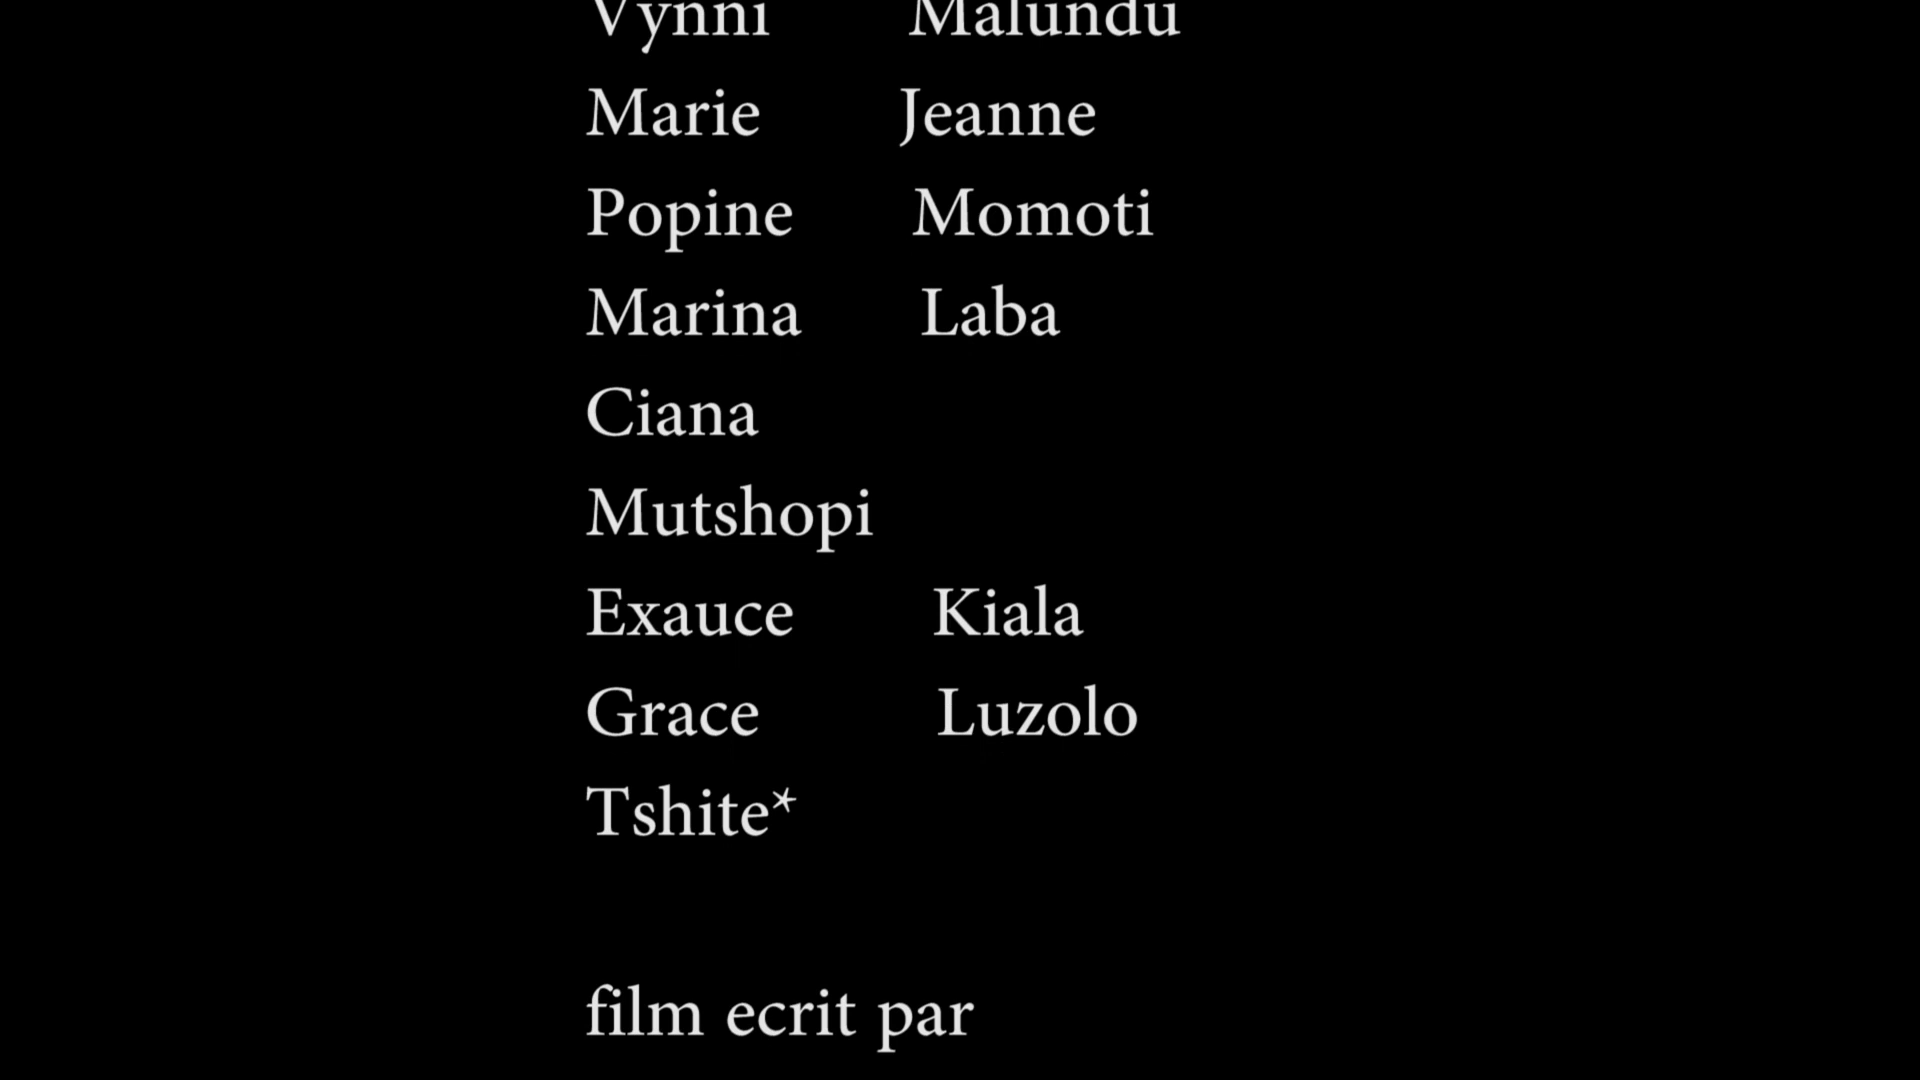 Vynni Malundu
Marie Jeanne
Popine Momoti
Marina Laba
Ciana
Mutshopi
Exauce Kiala
Grace Luzolo
Tshite*
film ecrit par